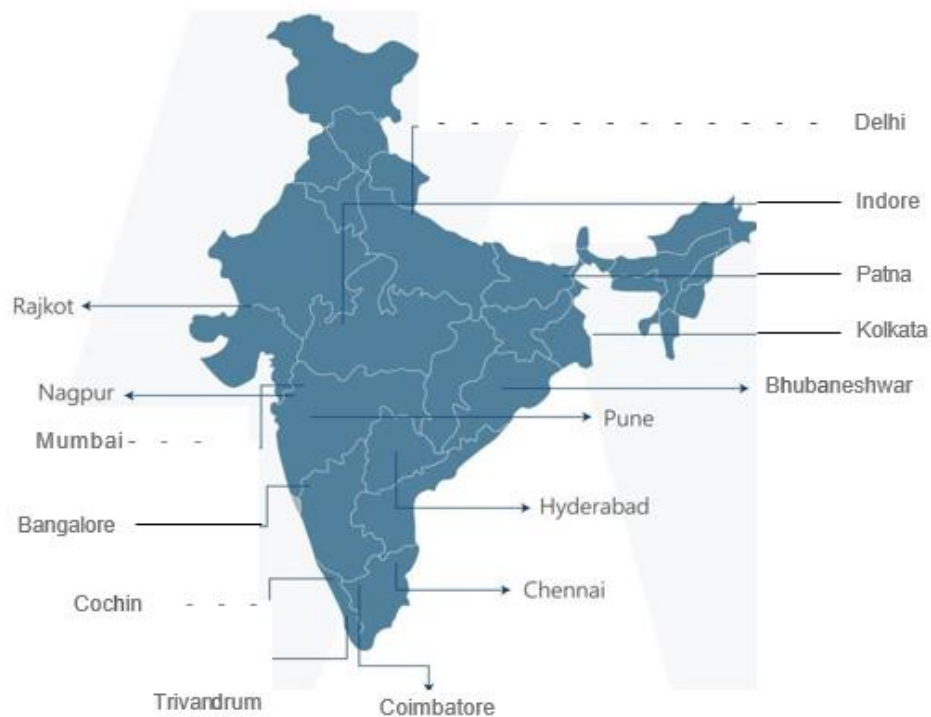 Delhi
Indore
Patna
Rajkot
Kolkata
Bhubaneshwar
Nagpur
Pune
Mumbai
Hyderabad
Bangalore
Chennai
Cochin
Trivandrum
Coimbatore